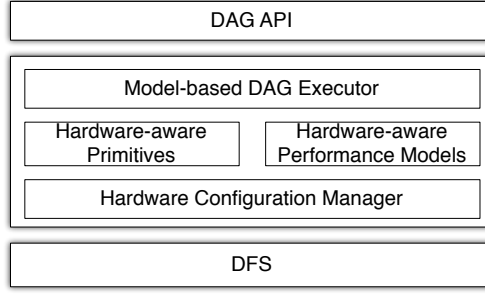 DAG API
Model-based DAG Executor
Hardware-aware
Primitives
Hardware-aware
Performance Models
Hardware Configuration Manager
DFS